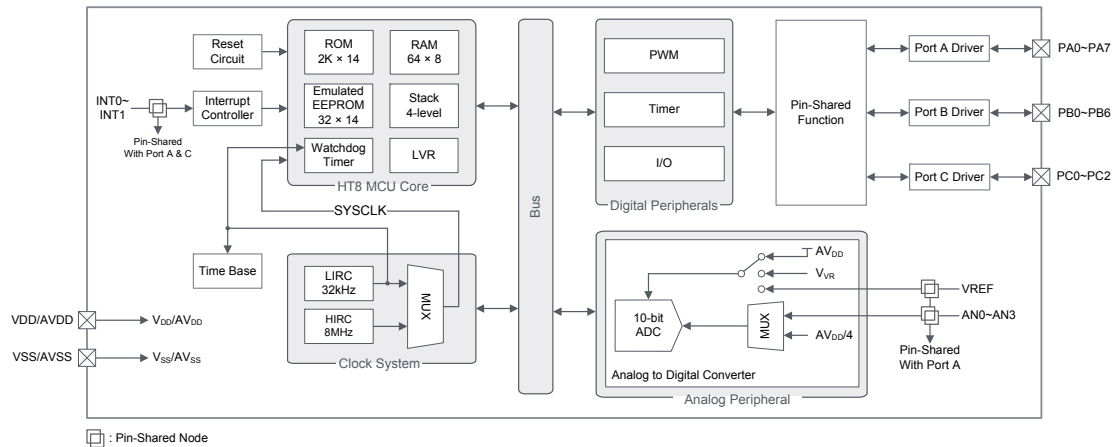 Reset
Circuit
INT0~
INT1
Interrupt
Controller
Pin-Shared
With Port A & C
ROM
2K × 14
RAM
64 × 8
Emulated
EEPROM
32 × 14
Stack
4-level
Watchdog
Timer
LVR
HT8 MCU Core
SYSCLK
Time Base
LIRC
32kHz
HIRC
8MHz
MUX
Clock System
VDD/AVDD
VDD/AVDD
VSS/AVSS
VSS/AVSS
Bus
PWM
Timer
I/O
Digital Peripherals
Pin-Shared
Function
Port A Driver
PA0~PA7
Port B Driver
PB0~PB6
Port C Driver
PC0~PC2
AVDD
VVR
VREF
10-bit
ADC
MUX
AN0~AN3
AVDD/4
Pin-Shared
With Port A
Analog to Digital Converter
Analog Peripheral
: Pin-Shared Node